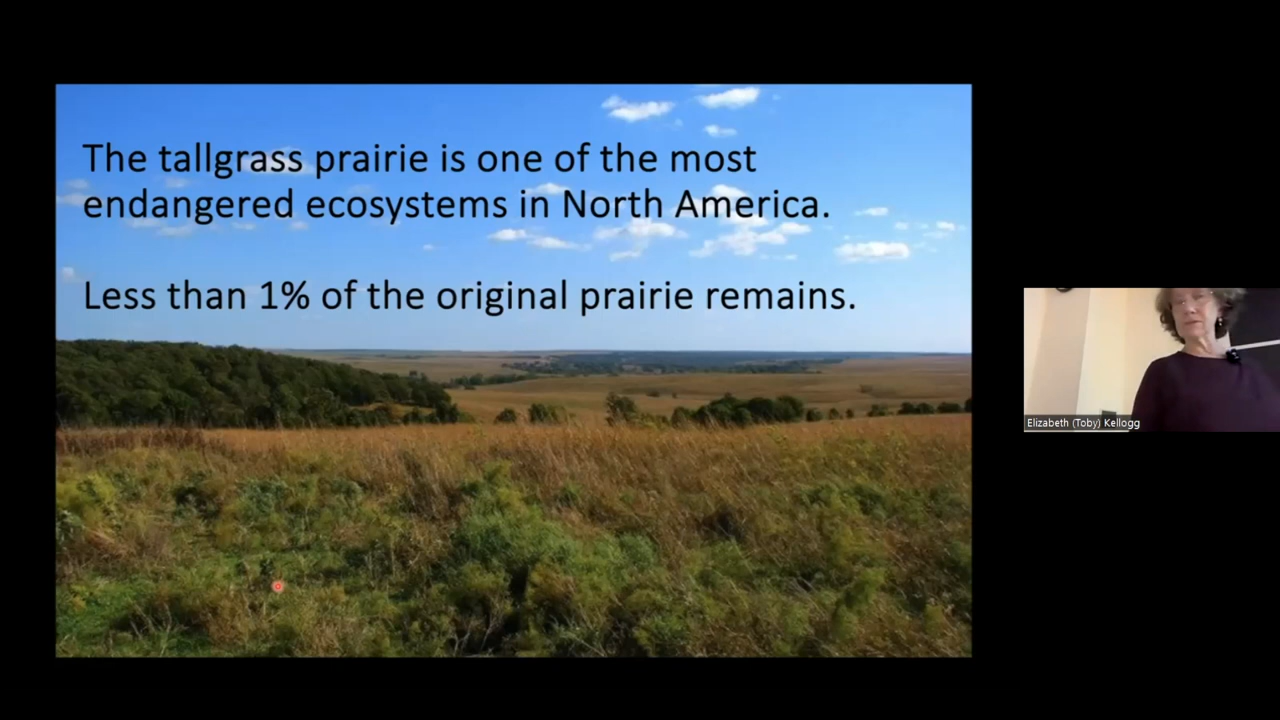 The tallgrass prairie is one of the most
endangered ecosystems in North America.
Less than 1% of the original prairie remains.
Elizabeth (Toby) Kellogg